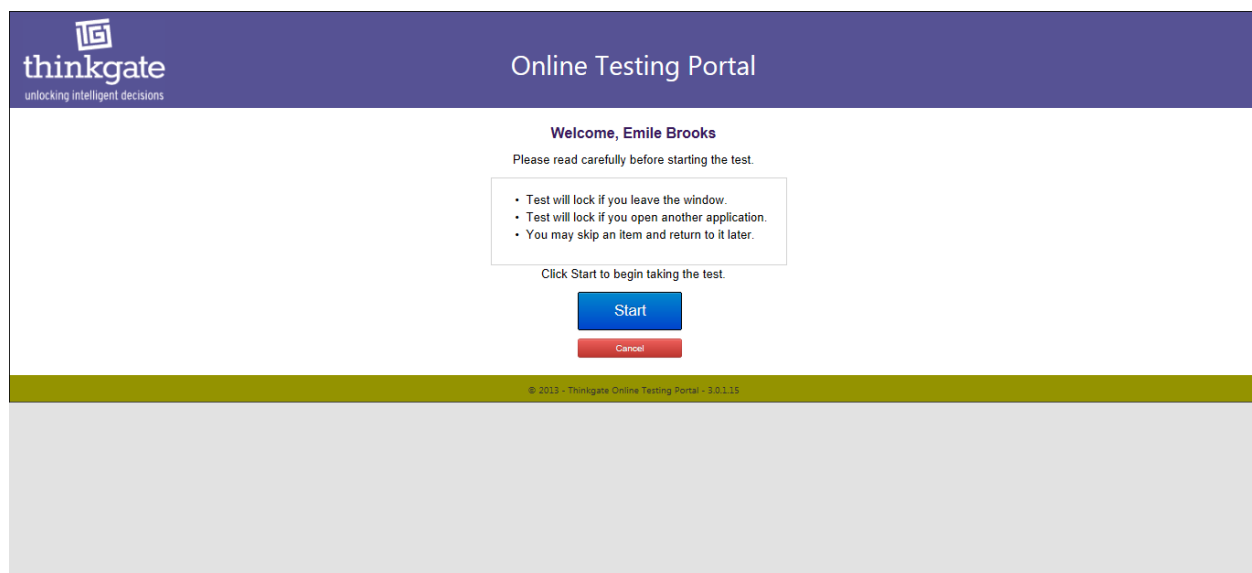 TG
thinkgate
unlocking intelligent decisions
Online Testing Portal
Welcome, Emile Brooks
Please read carefully before starting the test.
• Test will lock if you leave the window.
• Test will lock if you open another application.
• You may skip an item and return to it later.
Click Start to begin taking the test.
Start
Cancel
© 2013 - Thinkgate Online Testing Portal - 3.0.1.15